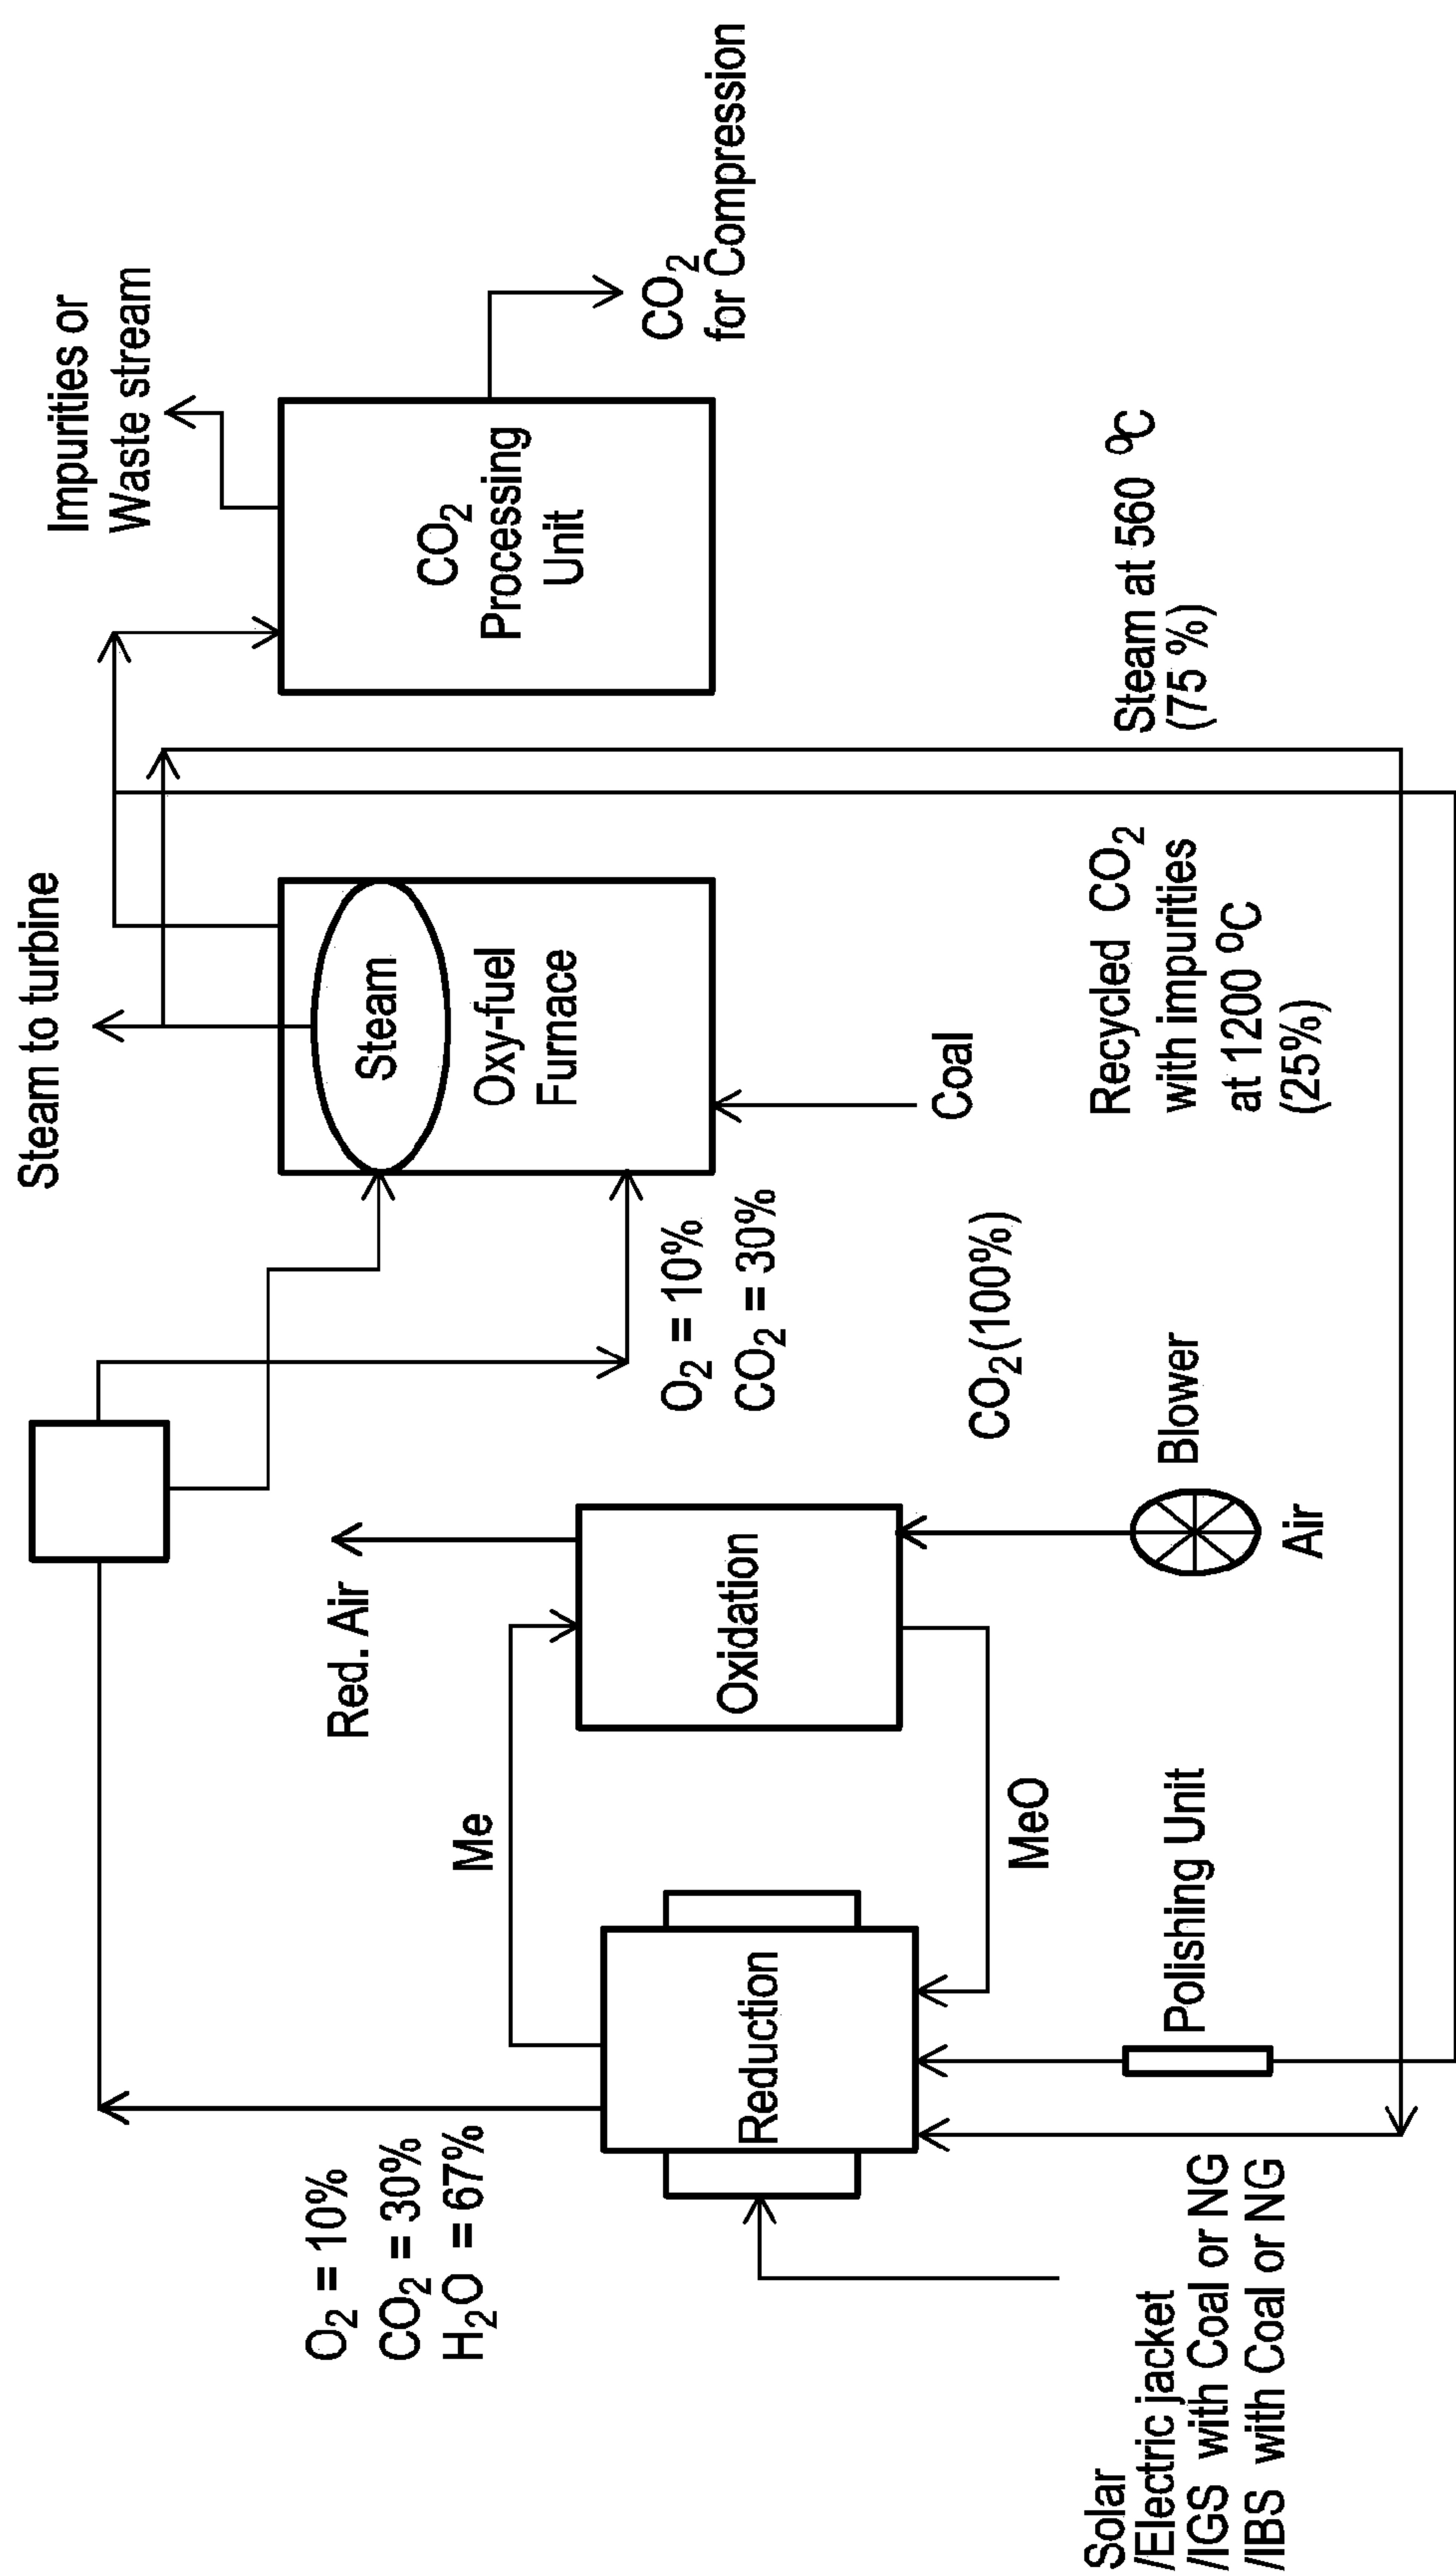 O2 = 10%
CO2 = 30%
H2O = 67%
Me
Red. Air
Steam to turbine
Impurities or
Waste stream
Reduction
Oxidation
Steam
Oxy-fuel
Furnace
CO2
Processing
Unit
O2 = 10%
CO2 = 30%
CO2
for Compression
MeO
CO2 (100%)
Coal
Solar
/Electric jacket
/IGS with Coal or NG
/IBS with Coal or NG
Polishing Unit
Blower
Air
Recycled CO2
with impurities
at 1200 ºC
(25%)
Steam at 560 ºC
(75 %)